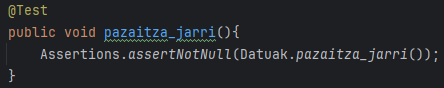 @Test
public void pazaitza_jarri(){
    Assertions.assertNotNull(Datuak.pazaitza_jarri());
}